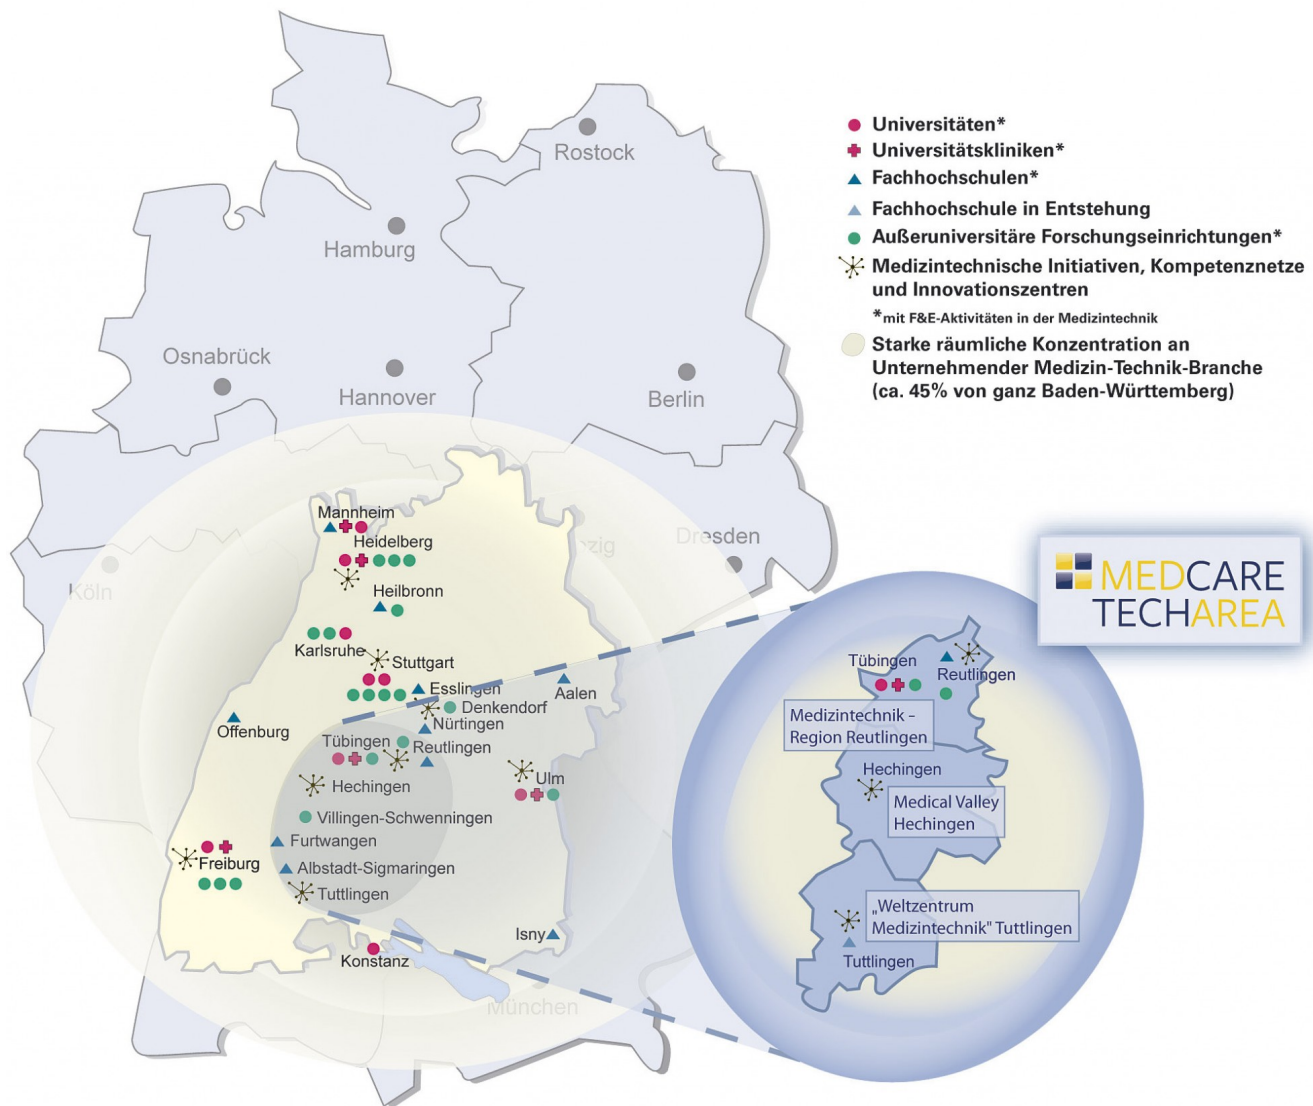 Rostock
Hamburg
Osnabrück
Hannover
Berlin
Köln
zig
Dresden
München
Universitäten*
Universitätskliniken*
Fachhochschulen*
Fachhochschule in Entstehung
Außeruniversitäre Forschungseinrichtungen*
Medizintechnische Initiativen, Kompetenznetze
und Innovationszentren
*mit F&E-Aktivitäten in der Medizintechnik
Starke räumliche Konzentration an
Unternehmender Medizin-Technik-Branche
(ca. 45% von ganz Baden-Württemberg)
Mannheim
Heidelberg
Heilbronn
Karlsruhe
Stuttgart
Esslingen
Aalen
Denkendorf
Nürtingen
Offenburg
Tübingen
Reutlingen
Hechingen
Ulm
Villingen-Schwenningen
Furtwangen
Freiburg
Albstadt-Sigmaringen
Tuttlingen
Isny
Konstanz
MEDCARE
TECHAREA
Tübingen
Reutlingen
Medizintechnik -
Region Reutlingen
Hechingen
Medical Valley
Hechingen
„Weltzentrum
Medizintechnik" Tuttlingen
Tuttlingen